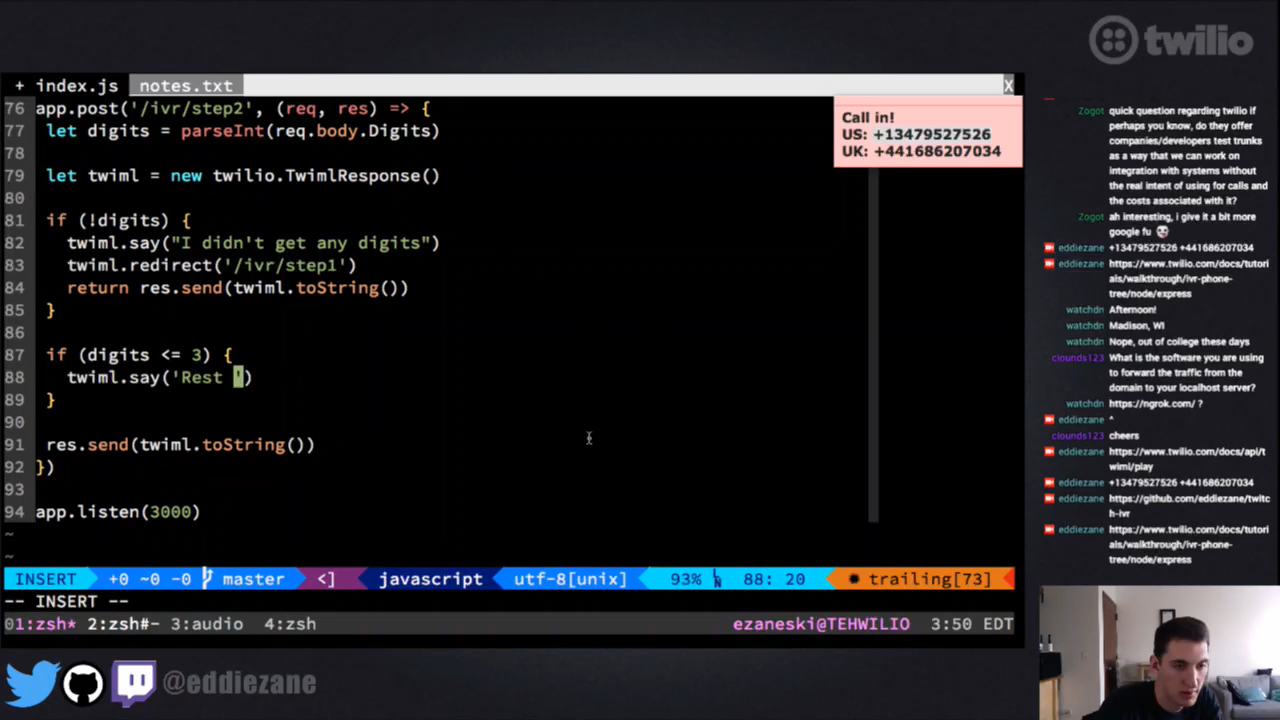 twilio
+ index.js notes.txt X
76 app.post('/ivr/step2', (req, res) => {
77 let digits = parseInt(req.body.Digits)
78
79 let twiml = new twilio.TwimlResponse()
80
81 if (!digits) {
82 twiml.say("I didn't get any digits")
83 twiml.redirect('/ivr/step1')
84 return res.send(twiml.toString())
85 }
86
87 if (digits <= 3) {
88 twiml.say('Rest ')
89 }
90
91 res.send(twiml.toString())
92 })
93
94 app.listen(3000)
~
~
INSERT +0 ~0 -0 master <] javascript utf-8[unix] 93% 88: 20 trailing[73]
-- INSERT --
01:zsh* 2:zsh#- 3:audio 4:zsh ezaneski@TEHWILIO 3:50 EDT
Call in!
US: +13479527526
UK: +441686207034
Zogot quick question regarding twilio if
perhaps you know, do they offer
companies/developers test trunks
as a way that we can work on
integration with systems without
the real intent of using for calls and
the costs associated with it?
Zogot ah interesting, i give it a bit more
google fu
eddiezane +13479527526 +441686207034
eddiezane https://www.twilio.com/docs/tutori
als/walkthrough/ivr-phone-
tree/node/express
watchdn Afternoon!
watchdn Madison, WI
watchdn Nope, out of college these days
clounds123 What is the software you are using
to forward the traffic from the
domain to your localhost server?
watchdn https://ngrok.com/ ?
eddiezane ^
clounds123 cheers
eddiezane https://www.twilio.com/docs/api/t
wiml/play
eddiezane +13479527526 +441686207034
eddiezane https://github.com/eddiezane/twitc
h-ivr
eddiezane https://www.twilio.com/docs/tutori
als/walkthrough/ivr-phone-
tree/node/express
@eddiezane